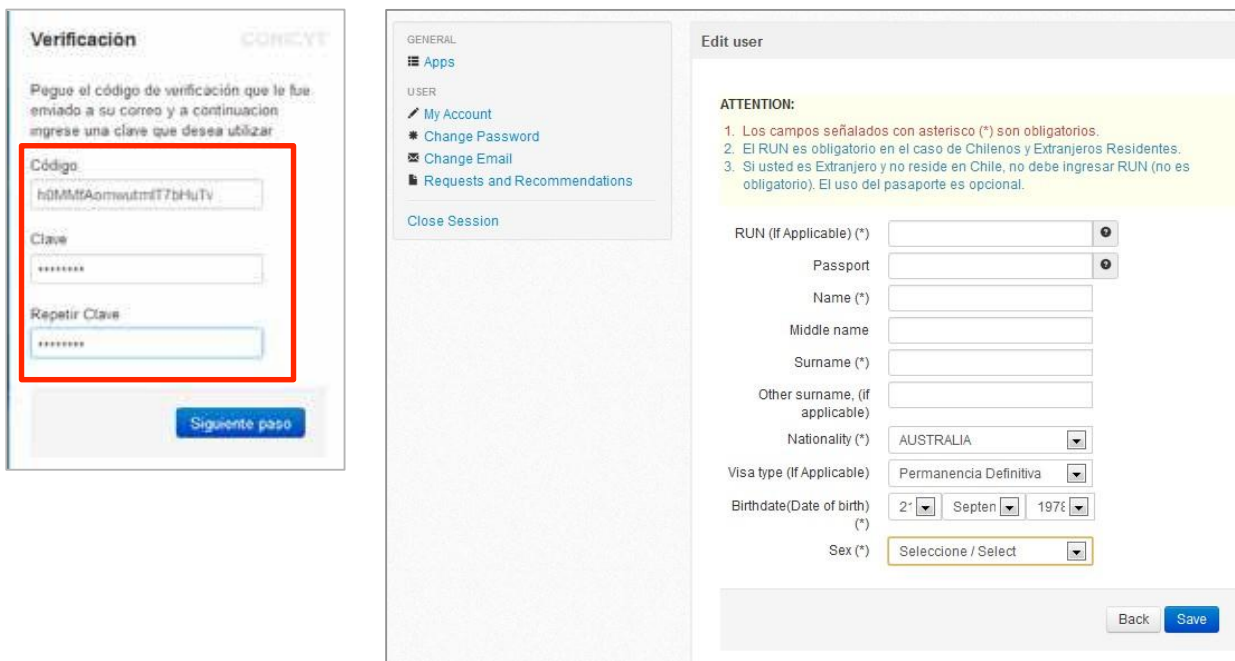 Verificación
CONICYT
Pegue el código de verificación que le fue
enviado a su correo y a continuacion
ingrese una clave que desea utilizar
Código
Clave
********
Repetir Clave
********
Siguiente paso
GENERAL
Apps
USER
My Account
Change Password
Change Email
Requests and Recommendations
Close Session
Edit user
ATTENTION:
1. Los campos señalados con asterisco (*) son obligatorios.
2. El RUN es obligatorio en el caso de Chilenos y Extranjeros Residentes.
3. Si usted es Extranjero y no reside en Chile, no debe ingresar RUN (no es
obligatorio). El uso del pasaporte es opcional.
RUN (If Applicable) (*)
Passport
Name (*)
Middle name
Surname (*)
Other surname, (if
applicable)
Nationality (*) AUSTRALIA
Visa type (If Applicable) Permanencia Definitiva
Birthdate(Date of birth) 21 Septen 1978
(*)
Sex (*) Seleccione / Select
Back Save